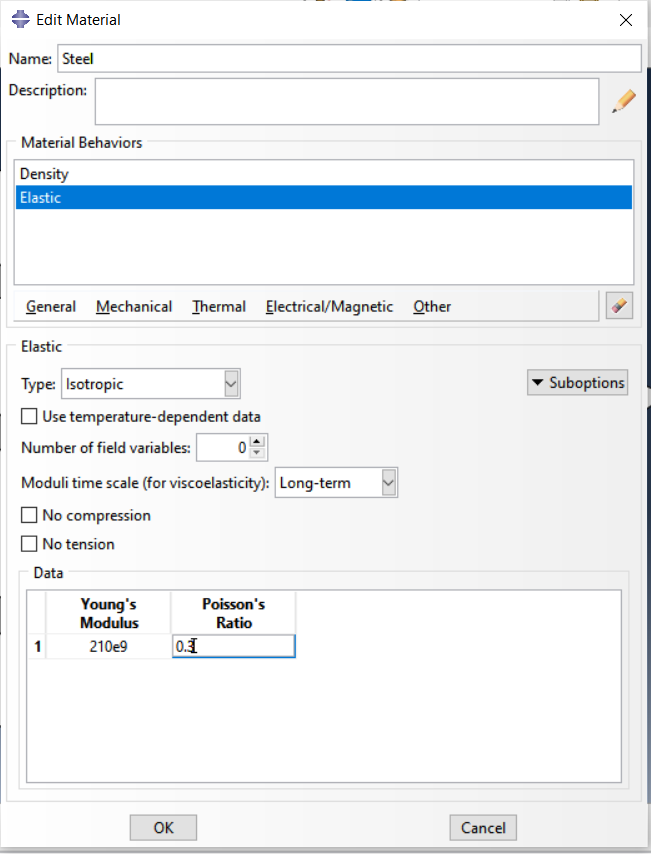 Edit Material
Name: Steel
Description:
Material Behaviors
Density
Elastic
General Mechanical Thermal Electrical/Magnetic Other
Elastic
Type: Isotropic Suboptions
Use temperature-dependent data
Number of field variables: 0
Moduli time scale (for viscoelasticity): Long-term
No compression
No tension
Data
Young's Poisson's
Modulus Ratio
1 210e9 0.3
OK Cancel